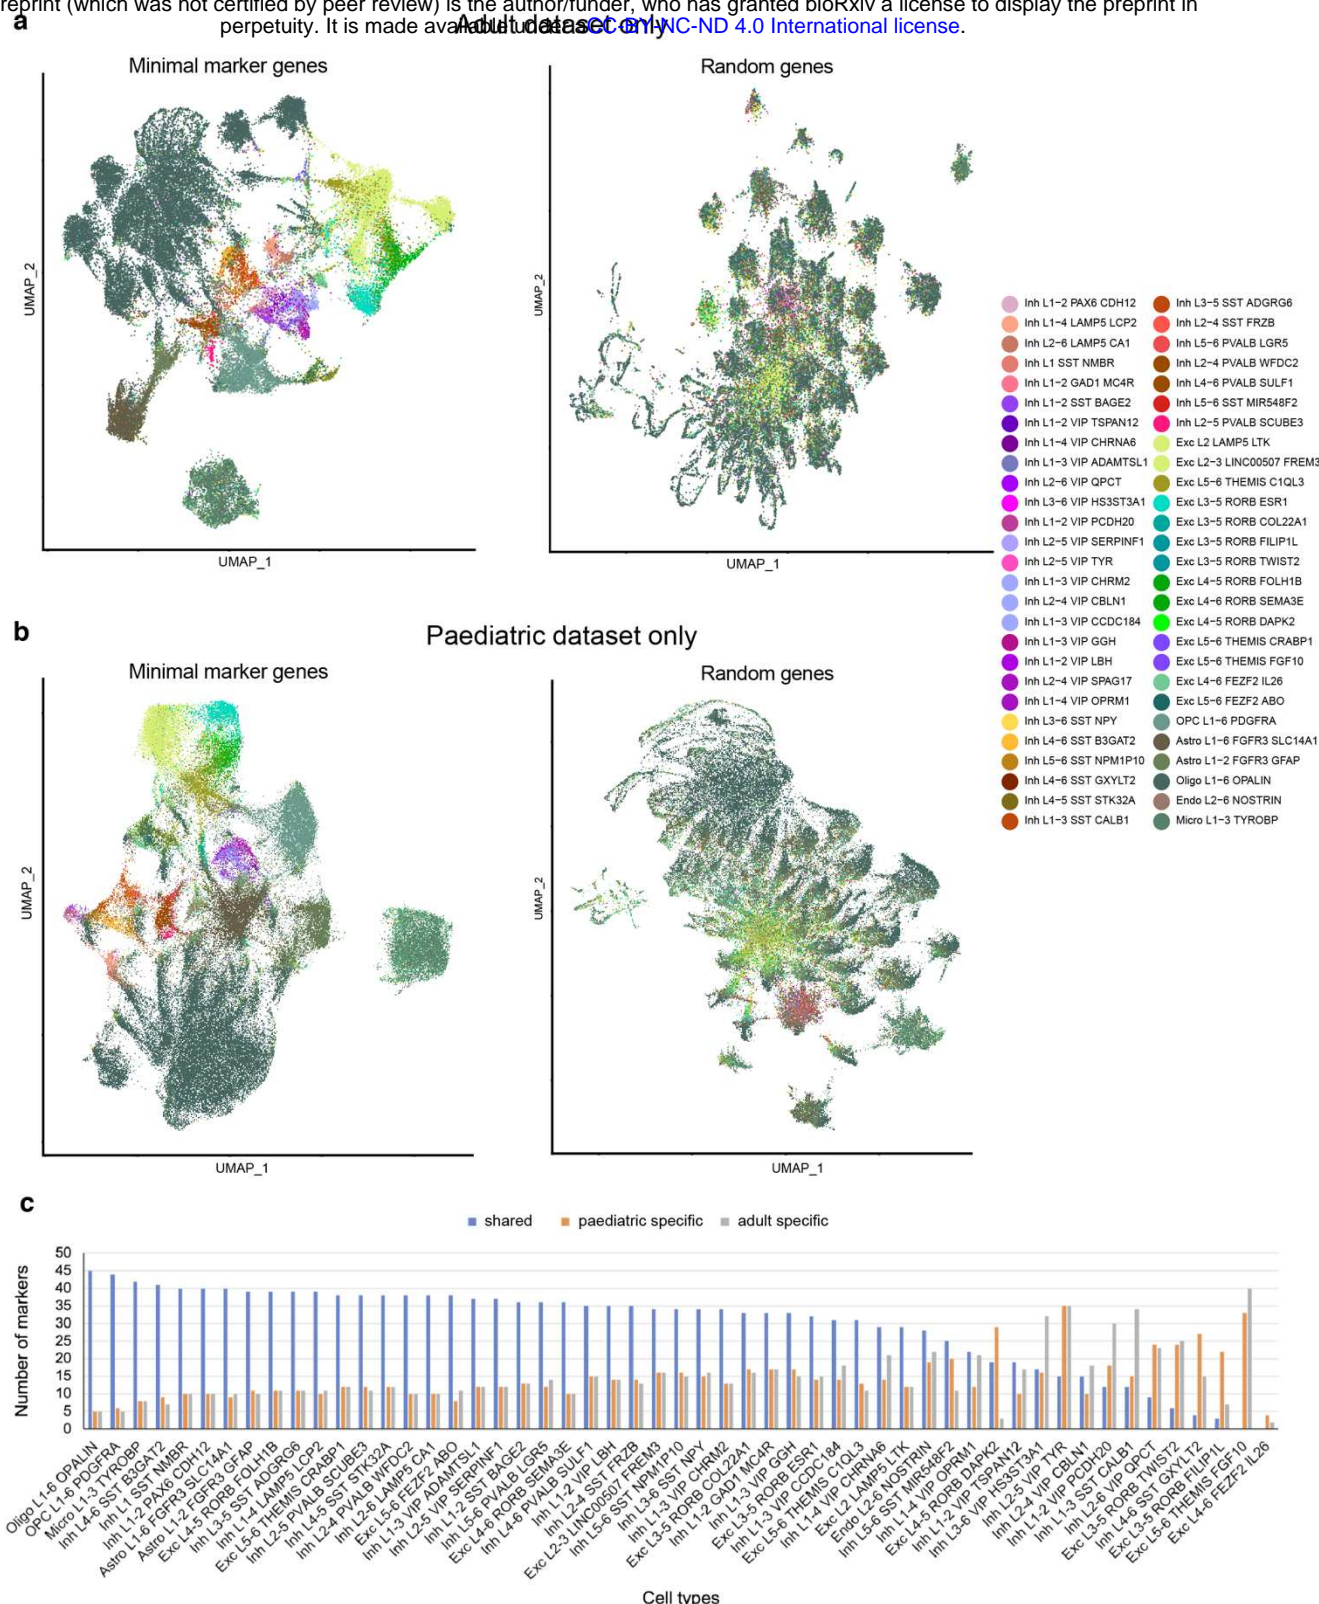 preprint (which was not certified by peer review) is the author/funder, who has granted bioRxiv a license to display the preprint in
perpetuity. It is made available under a CC-BY-NC-ND 4.0 International license.
a
Adult dataset only
Minimal marker genes
Random genes
UMAP_2
UMAP_1
UMAP_2
UMAP_1
Inh L1−2 PAX6 CDH12
Inh L1−4 LAMP5 LCP2
Inh L2−6 LAMP5 CA1
Inh L1 SST NMBR
Inh L1−2 GAD1 MC4R
Inh L1−2 SST BAGE2
Inh L1−2 VIP TSPAN12
Inh L1−4 VIP CHRNA6
Inh L1−3 VIP ADAMTSL1
Inh L2−6 VIP QPCT
Inh L3−6 VIP HS3ST3A1
Inh L1−2 VIP PCDH20
Inh L2−5 VIP SERPINF1
Inh L2−5 VIP TYR
Inh L1−3 VIP CHRM2
Inh L2−4 VIP CBLN1
Inh L1−3 VIP CCDC184
Inh L1−3 VIP GGH
Inh L1−2 VIP LBH
Inh L2−4 VIP SPAG17
Inh L1−4 VIP OPRM1
Inh L3−6 SST NPY
Inh L4−6 SST B3GAT2
Inh L5−6 SST NPM1P10
Inh L4−6 SST GXYLT2
Inh L4−5 SST STK32A
Inh L1−3 SST CALB1
Inh L3−5 SST ADGRG6
Inh L2−4 SST FRZB
Inh L5−6 PVALB LGR5
Inh L2−4 PVALB WFDC2
Inh L4−6 PVALB SULF1
Inh L5−6 SST MIR548F2
Inh L2−5 PVALB SCUBE3
Exc L2 LAMP5 LTK
Exc L2−3 LINC00507 FREM3
Exc L5−6 THEMIS C1QL3
Exc L3−5 RORB ESR1
Exc L3−5 RORB COL22A1
Exc L3−5 RORB FILIP1L
Exc L3−5 RORB TWIST2
Exc L4−5 RORB FOLH1B
Exc L4−6 RORB SEMA3E
Exc L4−5 RORB DAPK2
Exc L5−6 THEMIS CRABP1
Exc L5−6 THEMIS FGF10
Exc L4−6 FEZF2 IL26
Exc L5−6 FEZF2 ABO
OPC L1−6 PDGFRA
Astro L1−6 FGFR3 SLC14A1
Astro L1−2 FGFR3 GFAP
Oligo L1−6 OPALIN
Endo L2−6 NOSTRIN
Micro L1−3 TYROBP
b
Paediatric dataset only
Minimal marker genes
Random genes
UMAP_2
UMAP_1
UMAP_2
UMAP_1
c
shared
paediatric specific
adult specific
Number of markers
50
45
40
35
30
25
20
15
10
5
0
Oligo L1-6 OPALIN
OPC L1-6 PDGFRA
Micro L1-3 TYROBP
Inh L4-6 SST B3GAT2
Inh L1 SST NMBR
Inh L1-2 PAX6 CDH12
Astro L1-6 FGFR3 SLC14A1
Astro L1-2 FGFR3 GFAP
Exc L4-5 RORB FOLH1B
Inh L3-5 SST ADGRG6
Inh L1-4 LAMP5 LCP2
Exc L5-6 THEMIS CRABP1
Inh L2-5 PVALB SCUBE3
Inh L4-5 SST STK32A
Inh L2-4 PVALB WFDC2
Inh L2-6 LAMP5 CA1
Exc L5-6 FEZF2 ABO
Inh L1-3 VIP ADAMTSL1
Inh L2-5 VIP SERPINF1
Inh L1-2 SST BAGE2
Inh L5-6 PVALB LGR5
Exc L4-6 RORB SEMA3E
Inh L4-6 PVALB SULF1
Inh L1-2 VIP LBH
Inh L2-4 SST FRZB
Exc L2-3 LINC00507 FREM3
Inh L5-6 SST NPM1P10
Inh L3-6 SST NPY
Inh L1-3 VIP CHRM2
Exc L3-5 RORB COL22A1
Inh L1-2 GAD1 MC4R
Inh L1-3 VIP GGH
Exc L3-5 RORB ESR1
Inh L1-3 VIP CCDC184
Exc L5-6 THEMIS C1QL3
Inh L1-4 VIP CHRNA6
Exc L2 LAMP5 LTK
Endo L2-6 NOSTRIN
Inh L5-6 SST MIR548F2
Inh L1-4 VIP OPRM1
Exc L4-5 RORB DAPK2
Inh L1-2 VIP TSPAN12
Inh L3-6 VIP HS3ST3A1
Inh L2-5 VIP TYR
Inh L2-4 VIP CBLN1
Inh L1-2 VIP PCDH20
Inh L1-3 SST CALB1
Inh L2-6 VIP QPCT
Exc L3-5 RORB TWIST2
Inh L4-6 SST GXYLT2
Exc L3-5 RORB FILIP1L
Exc L5-6 THEMIS FGF10
Exc L4-6 FEZF2 IL26
Cell types